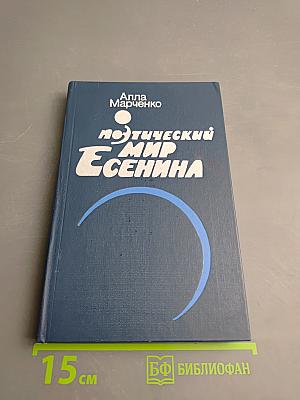 Алла
Марченко
Поэтический
мир
Есенина
15 см
БФ БИБЛИОФАН